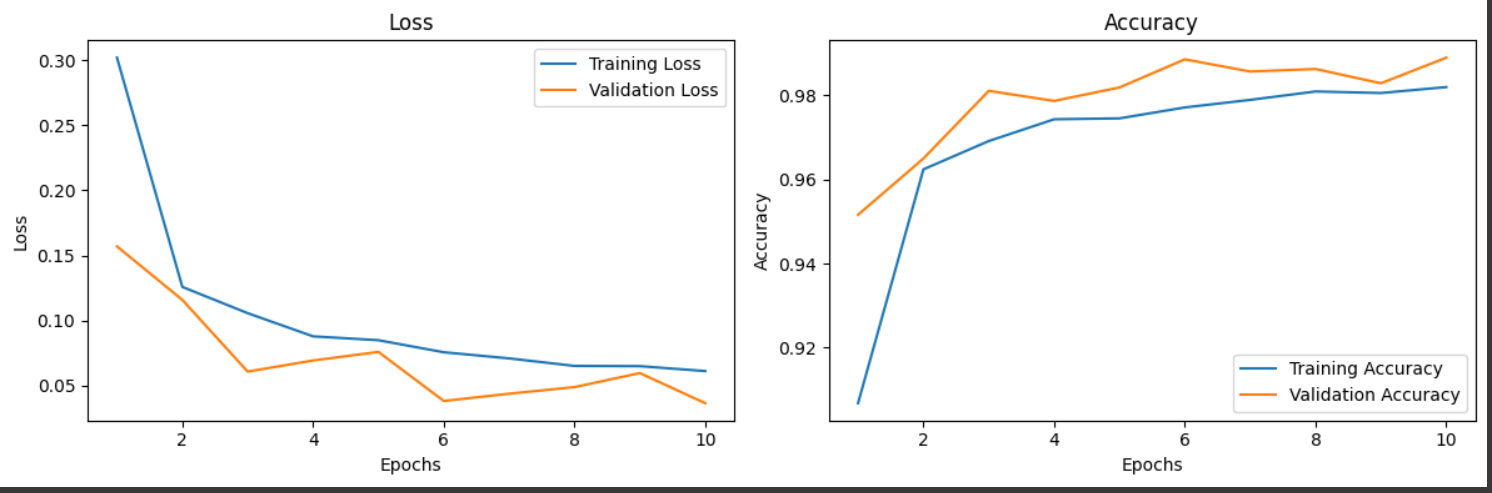 Loss
0.30
0.25
0.20
0.15
0.10
0.05
Loss
2
4
6
8
10
Epochs
Training Loss
Validation Loss
Accuracy
0.98
0.96
0.94
0.92
Accuracy
2
4
6
8
10
Epochs
Training Accuracy
Validation Accuracy